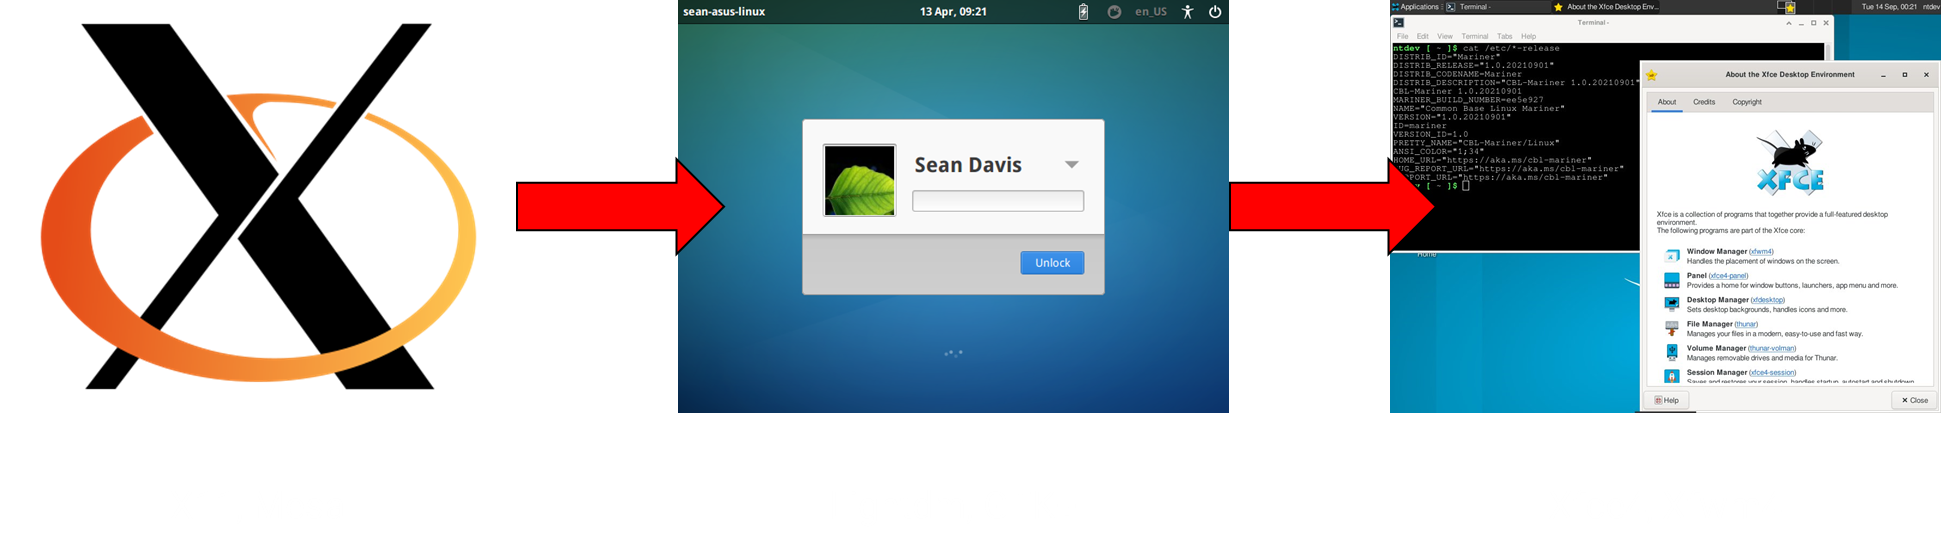 sean-asus-linux
13 Apr, 09:21
en_US
Sean Davis
Unlock
Applications
Terminal -
About the Xfce Desktop Env...
Tue 14 Sep, 00:21 ntdev
Terminal -
File Edit View Terminal Tabs Help
ntdev [ ~ ]$ cat /etc/*-release
DISTRIB_ID="Mariner"
DISTRIB_RELEASE="1.0.20210901"
DISTRIB_CODENAME=Mariner
DISTRIB_DESCRIPTION="CBL-Mariner 1.0.20210901"
CBL-Mariner 1.0.20210901
MARINER_BUILD_NUMBER=ee5e927
NAME="Common Base Linux Mariner"
VERSION="1.0.20210901"
ID=mariner
VERSION_ID=1.0
PRETTY_NAME="CBL-Mariner/Linux"
ANSI_COLOR="1;34"
HOME_URL="https://aka.ms/cbl-mariner"
UG_REPORT_URL="https://aka.ms/cbl-mariner"
PORT_URL="https://aka.ms/cbl-mariner"
[ ~ ]$
Home
About the Xfce Desktop Environment
About Credits Copyright
XFCE
Xfce is a collection of programs that together provide a full-featured desktop
environment.
The following programs are part of the Xfce core:
Window Manager (xfwm4)
Handles the placement of windows on the screen.
Panel (xfce4-panel)
Provides a home for window buttons, launchers, app menu and more.
Desktop Manager (xfdesktop)
Sets desktop backgrounds, handles icons and more.
File Manager (thunar)
Manages your files in a modern, easy-to-use and fast way.
Volume Manager (thunar-volman)
Manages removable drives and media for Thunar.
Session Manager (xfce4-session)
Saves and restores your session, handles startup, autostart and shutdown.
Help
Close